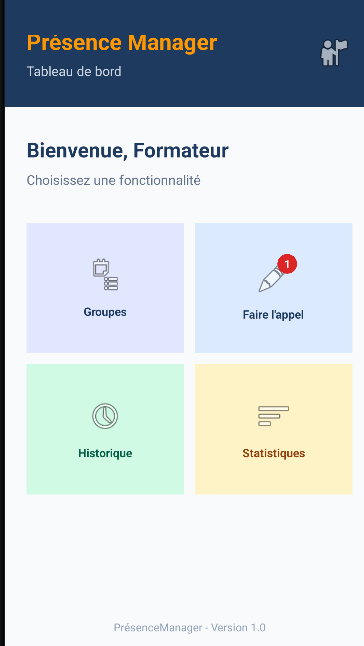 Présence Manager
Tableau de bord
Bienvenue, Formateur
Choisissez une fonctionnalité
Groupes
1
Faire l'appel
Historique
Statistiques
PrésenceManager - Version 1.0